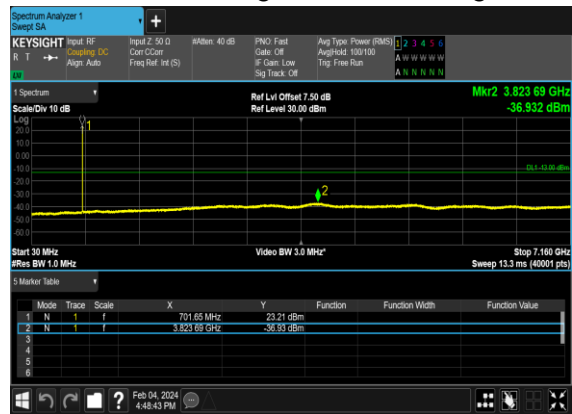 Spectrum Analyzer 1
Swept SA
+
KEYSIGHT Input: RF Input Z: 50 Ω #Atten: 40 dB PNO: Fast Avg Type: Power (RMS) 1 2 3 4 5 6
R T Coupling: DC Corr CCorr Gate: Off Avg|Hold: 100/100 A W W W W W
Align: Auto Freq Ref: Int (S) IF Gain: Low Trig: Free Run
LXI Sig Track: Off A N N N N N
1 Spectrum Ref Lvl Offset 7.50 dB Mkr2 3.823 69 GHz
Scale/Div 10 dB Ref Level 30.00 dBm -36.932 dBm
Log
20.0
10.0
0.00
-10.0
-20.0
-30.0
-40.0
-50.0
-60.0
1
DL1 -13.00 dBm
2
Start 30 MHz Video BW 3.0 MHz* Stop 7.160 GHz
#Res BW 1.0 MHz Sweep 13.3 ms (40001 pts)
5 Marker Table
Mode Trace Scale X Y Function Function Width Function Value
1 N 1 f 701.65 MHz 23.21 dBm
2 N 1 f 3.823 69 GHz -36.93 dBm
3
4
5
6
? Feb 04, 2024
4:48:43 PM